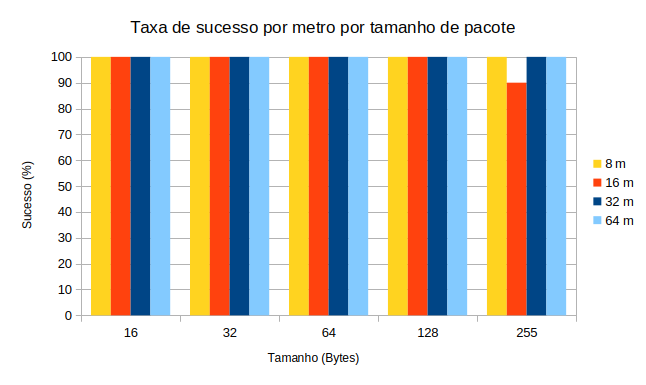 Taxa de sucesso por metro por tamanho de pacote
Sucesso (%)
100
90
80
70
60
50
40
30
20
10
0
16 32 64 128 255
Tamanho (Bytes)
8 m
16 m
32 m
64 m